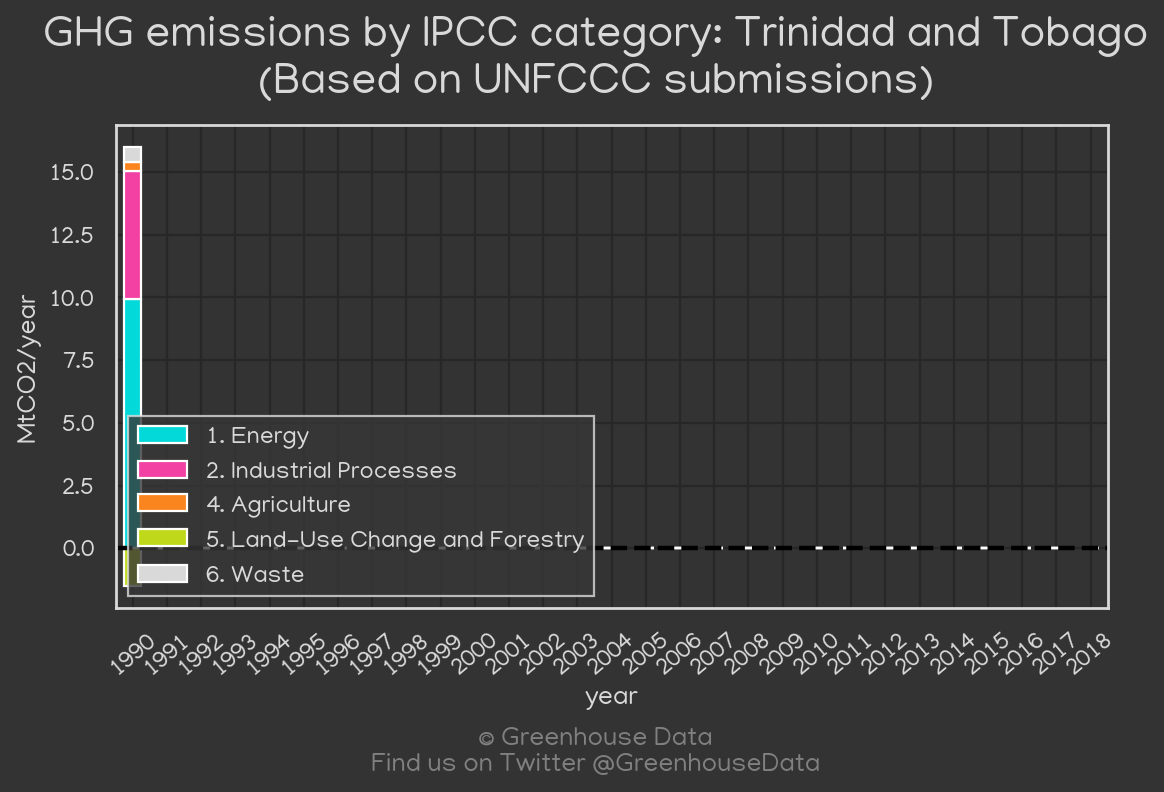 GHG emissions by IPCC category: Trinidad and Tobago
(Based on UNFCCC submissions)
MtCO2/year
15.0
12.5
10.0
7.5
5.0
2.5
0.0
1. Energy
2. Industrial Processes
4. Agriculture
5. Land-Use Change and Forestry
6. Waste
1990 1991 1992 1993 1994 1995 1996 1997 1998 1999 2000 2001 2002 2003 2004 2005 2006 2007 2008 2009 2010 2011 2012 2013 2014 2015 2016 2017 2018
year
© Greenhouse Data
Find us on Twitter @GreenhouseData